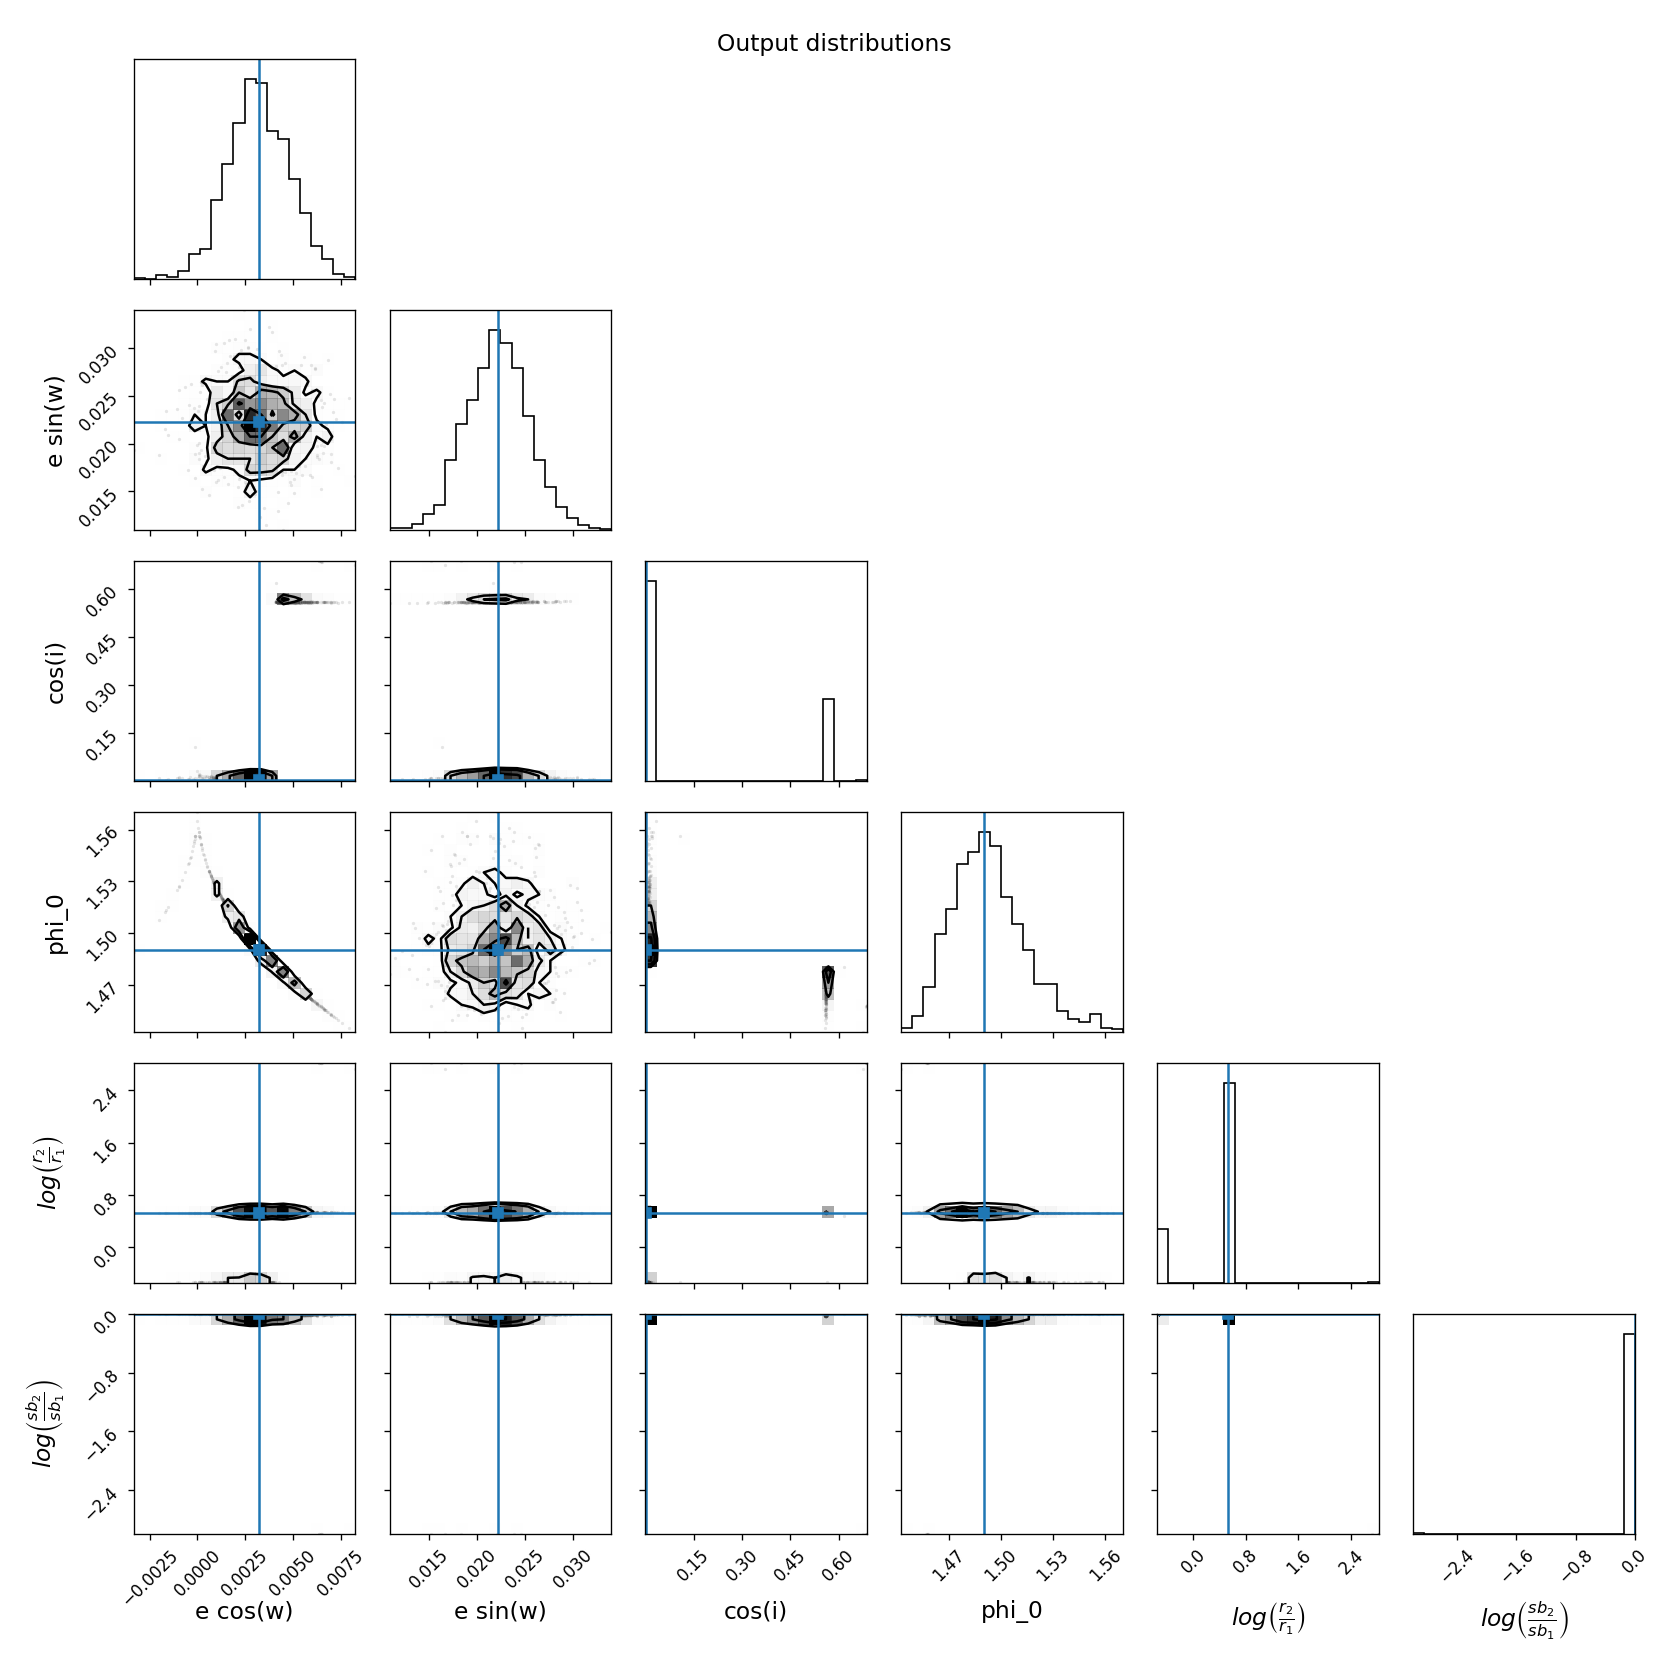 Output distributions
e sin(w)
0.030
0.025
0.020
0.015
cos(i)
0.60
0.45
0.30
0.15
phi_0
1.56
1.53
1.50
1.47
log(r₂/r₁)
2.4
1.6
0.8
0.0
log(sb₂/sb₁)
0.0
−0.8
−1.6
−2.4
−0.0025 0.0000 0.0025 0.0050 0.0075
0.015 0.020 0.025 0.030
0.15 0.30 0.45 0.60
1.47 1.50 1.53 1.56
0.0 0.8 1.6 2.4
−2.4 −1.6 −0.8 0.0
e cos(w)
e sin(w)
cos(i)
phi_0
log(r₂/r₁)
log(sb₂/sb₁)